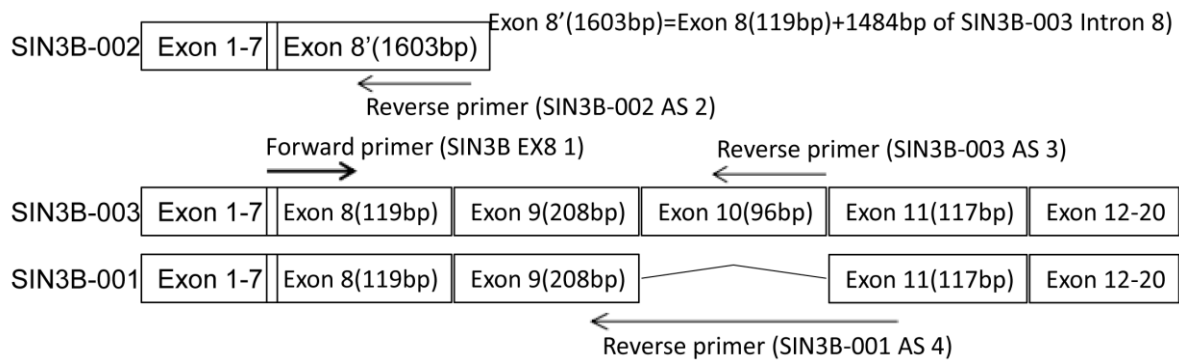 Exon 8’(1603bp)=Exon 8(119bp)+1484bp of SIN3B-003 Intron 8)
SIN3B-002 Exon 1-7 Exon 8’(1603bp)
Reverse primer (SIN3B-002 AS 2)
Forward primer (SIN3B EX8 1) Reverse primer (SIN3B-003 AS 3)
SIN3B-003 Exon 1-7 Exon 8(119bp) Exon 9(208bp) Exon 10(96bp) Exon 11(117bp) Exon 12-20
SIN3B-001 Exon 1-7 Exon 8(119bp) Exon 9(208bp) Exon 11(117bp) Exon 12-20
Reverse primer (SIN3B-001 AS 4)